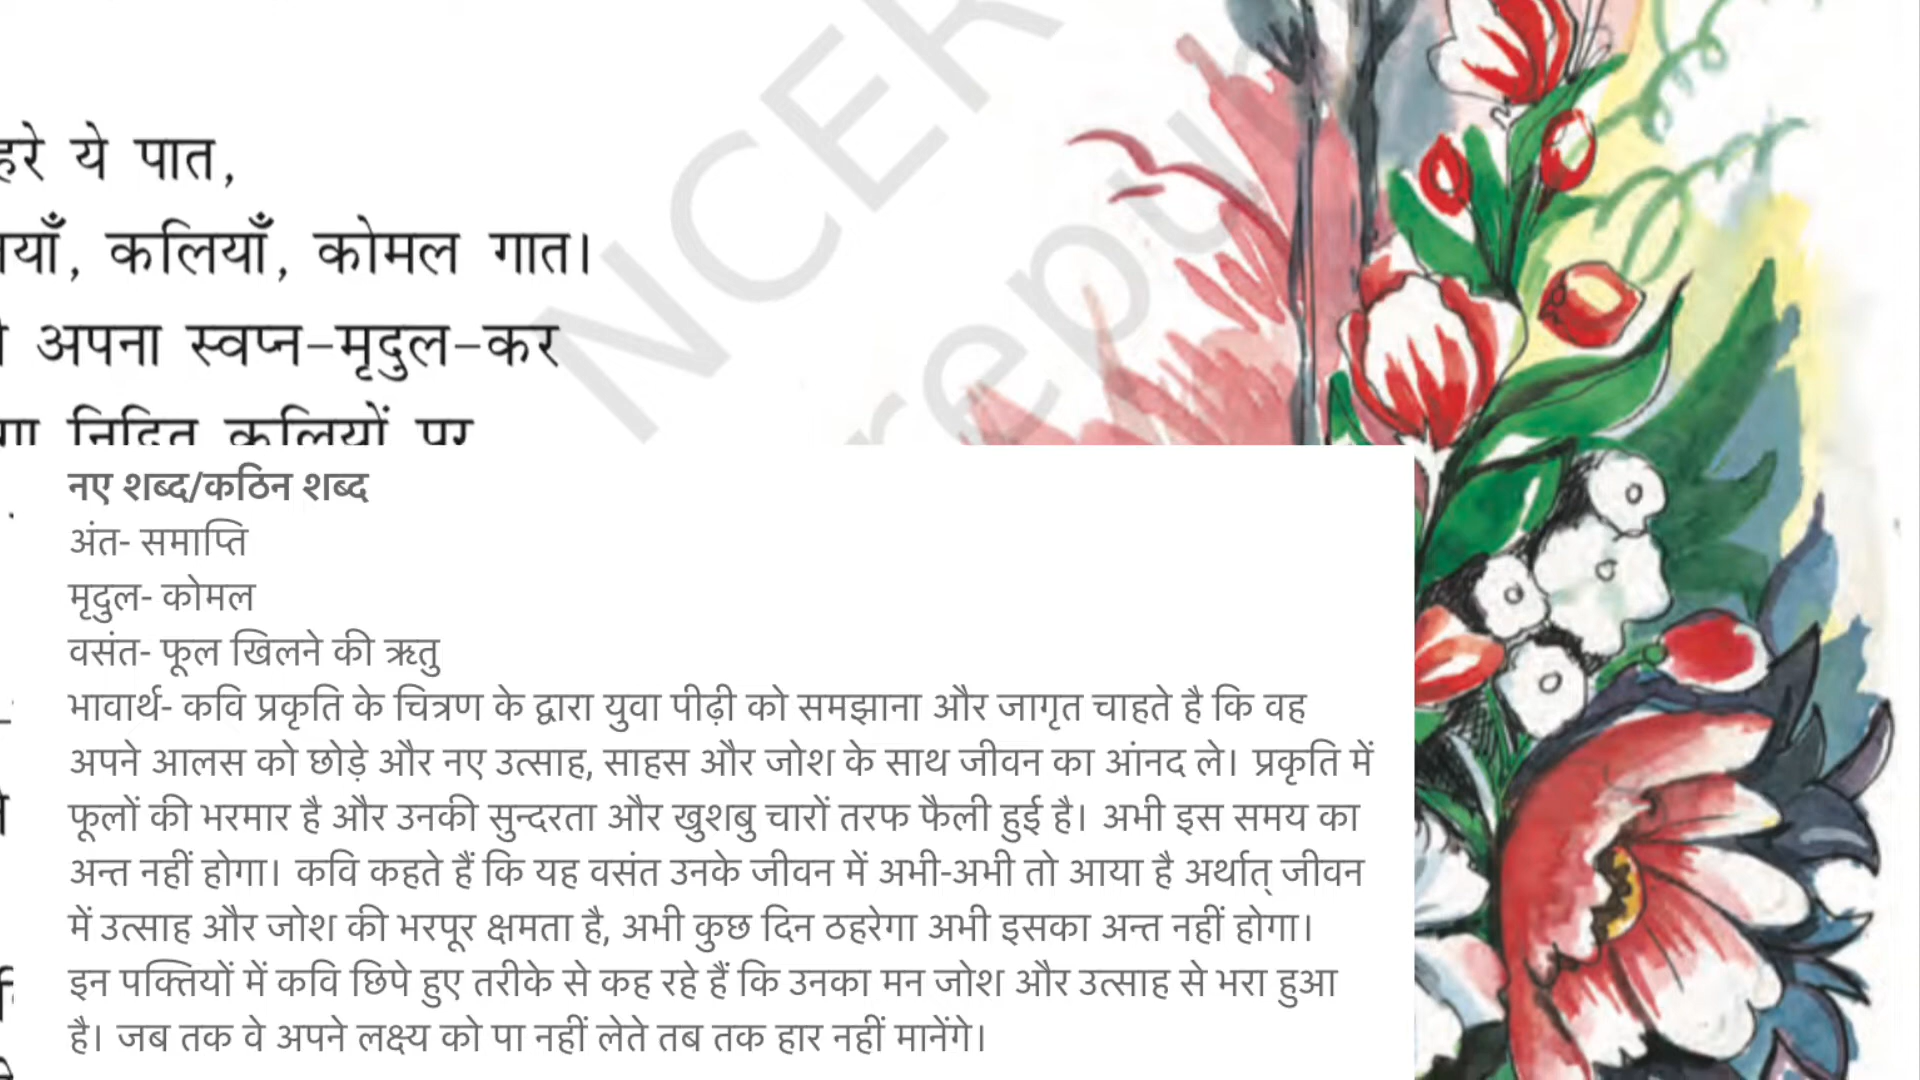 NCER
repu
ये पात,
कलियाँ, कोमल गात।
अपना स्वप्न-मृदुल-कर
निद्रित कलियों पर
नए शब्द/कठिन शब्द
अंत- समाप्ति
मृदुल- कोमल
वसंत- फूल खिलने की ऋतु
भावार्थ- कवि प्रकृति के चित्रण के द्वारा युवा पीढ़ी को समझाना और जागृत चाहते है कि वह
अपने आलस को छोड़े और नए उत्साह, साहस और जोश के साथ जीवन का आंनद ले। प्रकृति में
फूलों की भरमार है और उनकी सुन्दरता और खुशबु चारों तरफ फैली हुई है। अभी इस समय का
अन्त नहीं होगा। कवि कहते हैं कि यह वसंत उनके जीवन में अभी-अभी तो आया है अर्थात् जीवन
में उत्साह और जोश की भरपूर क्षमता है, अभी कुछ दिन ठहरेगा अभी इसका अन्त नहीं होगा।
इन पक्तियों में कवि छिपे हुए तरीके से कह रहे हैं कि उनका मन जोश और उत्साह से भरा हुआ
है। जब तक वे अपने लक्ष्य को पा नहीं लेते तब तक हार नहीं मानेंगे।